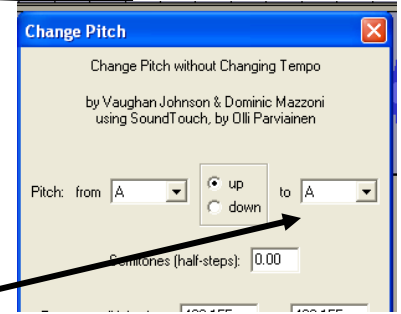 Change Pitch
Change Pitch without Changing Tempo
by Vaughan Johnson & Dominic Mazzoni
using SoundTouch, by Olli Parviainen
up
Pitch: from A to A
down
Semitones (half-steps): 0.00